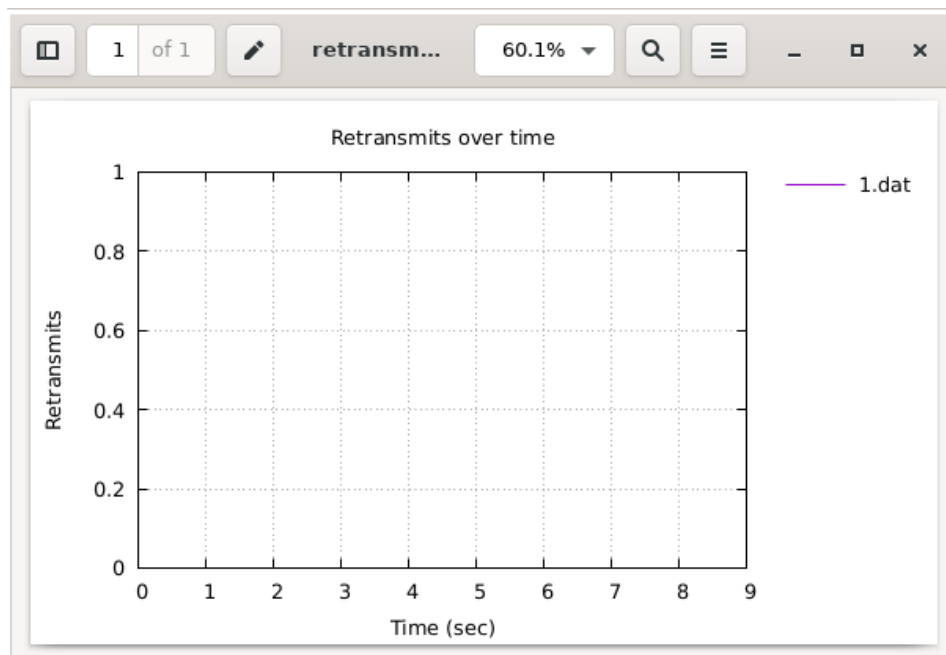 1 of 1 retransm... 60.1%
Retransmits over time
1.dat
1
0.8
0.6
0.4
0.2
0
Retransmits
0 1 2 3 4 5 6 7 8 9
Time (sec)